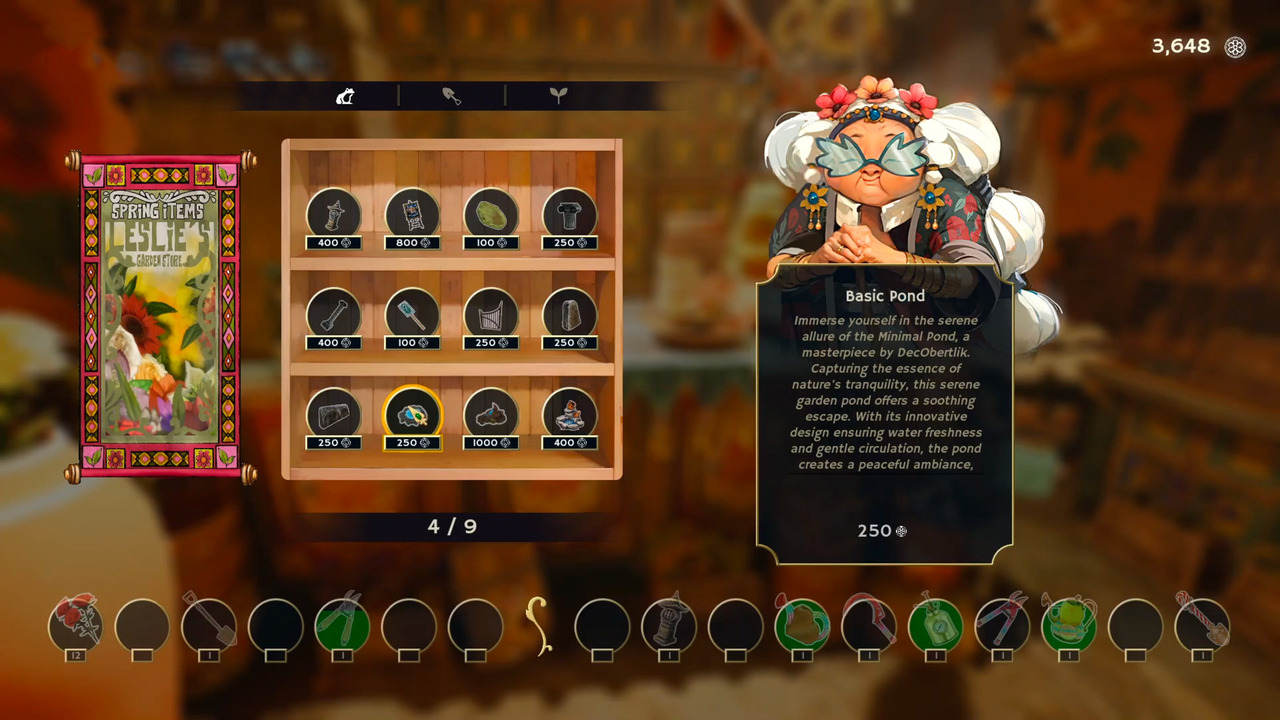 3,648
SPRING ITEMS
LESLIE'S
GARDEN STORE
400 800 100 250
400 100 250 250
250 250 1000 400
4 / 9
Basic Pond
Immerse yourself in the serene
allure of the Minimal Pond, a
masterpiece by DecObertlik.
Capturing the essence of
nature's tranquility, this serene
garden pond offers a soothing
escape. With its innovative
design ensuring water freshness
and gentle circulation, the pond
creates a peaceful ambiance,
250
12 1 1 1 1 1 1 1 1 1